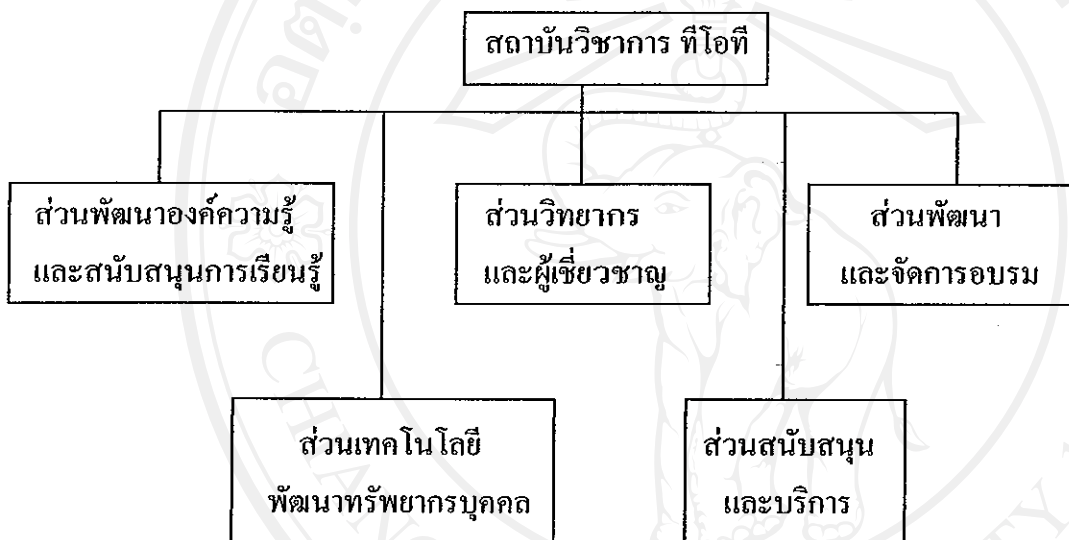 สถาบันวิชาการ ทีโอที
ส่วนพัฒนาองค์ความรู้
และสนับสนุนการเรียนรู้
ส่วนวิทยากร
และผู้เชี่ยวชาญ
ส่วนพัฒนา
และจัดการอบรม
ส่วนเทคโนโลยี
พัฒนาทรัพยากรบุคคล
ส่วนสนับสนุน
และบริการ